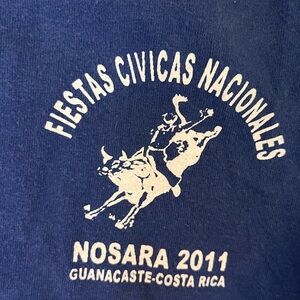 FIESTAS CIVICAS NACIONALES
NOSARA 2011
GUANACASTE-COSTA RICA